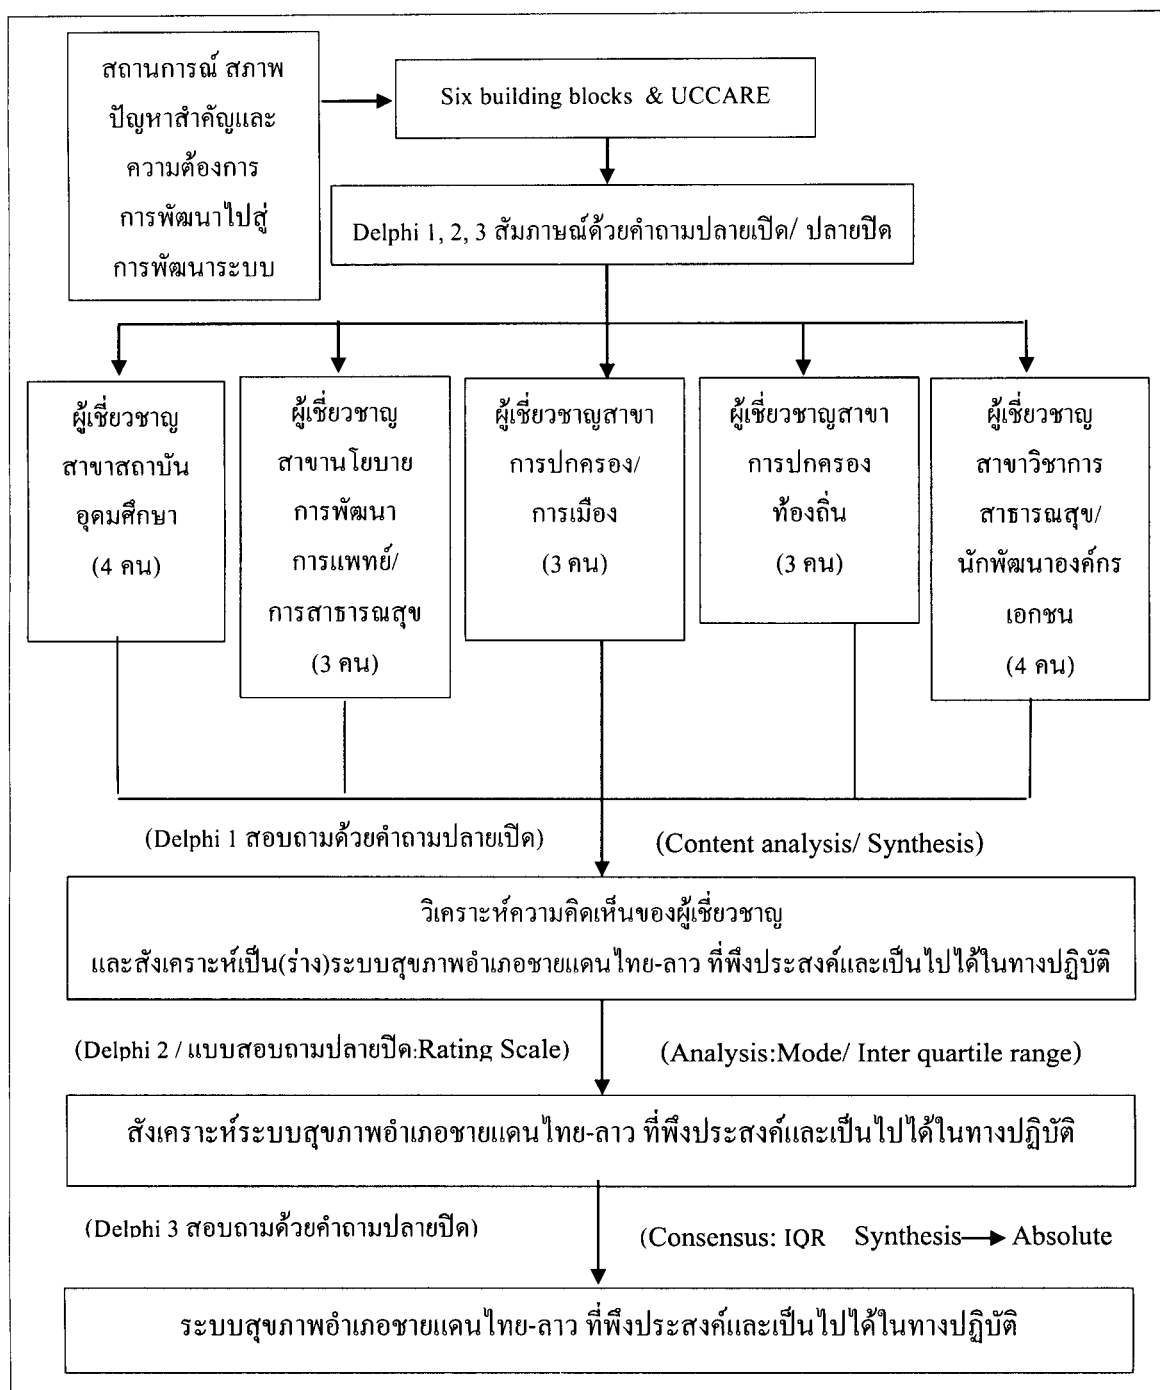 สถานการณ์ สภาพ
ปัญหาสำคัญและ
ความต้องการ
การพัฒนาไปสู่
การพัฒนาระบบ
Six building blocks & UCCARE
Delphi 1, 2, 3 สัมภาษณ์ด้วยคำถามปลายเปิด/ ปลายปิด
ผู้เชี่ยวชาญ
สาขาสถาบัน
อุดมศึกษา
(4 คน)
ผู้เชี่ยวชาญ
สาขานโยบาย
การพัฒนา
การแพทย์/
การสาธารณสุข
(3 คน)
ผู้เชี่ยวชาญสาขา
การปกครอง/
การเมือง
(3 คน)
ผู้เชี่ยวชาญสาขา
การปกครอง
ท้องถิ่น
(3 คน)
ผู้เชี่ยวชาญ
สาขาวิชาการ
สาธารณสุข/
นักพัฒนาองค์กร
เอกชน
(4 คน)
(Delphi 1 สอบถามด้วยคำถามปลายเปิด)
(Content analysis/ Synthesis)
วิเคราะห์ความคิดเห็นของผู้เชี่ยวชาญ
และสังเคราะห์เป็น(ร่าง)ระบบสุขภาพอำเภอชายแดนไทย-ลาว ที่พึงประสงค์และเป็นไปได้ในทางปฏิบัติ
(Delphi 2 / แบบสอบถามปลายปิด:Rating Scale)
(Analysis:Mode/ Inter quartile range)
สังเคราะห์ระบบสุขภาพอำเภอชายแดนไทย-ลาว ที่พึงประสงค์และเป็นไปได้ในทางปฏิบัติ
(Delphi 3 สอบถามด้วยคำถามปลายปิด)
(Consensus: IQR Synthesis→ Absolute
ระบบสุขภาพอำเภอชายแดนไทย-ลาว ที่พึงประสงค์และเป็นไปได้ในทางปฏิบัติ